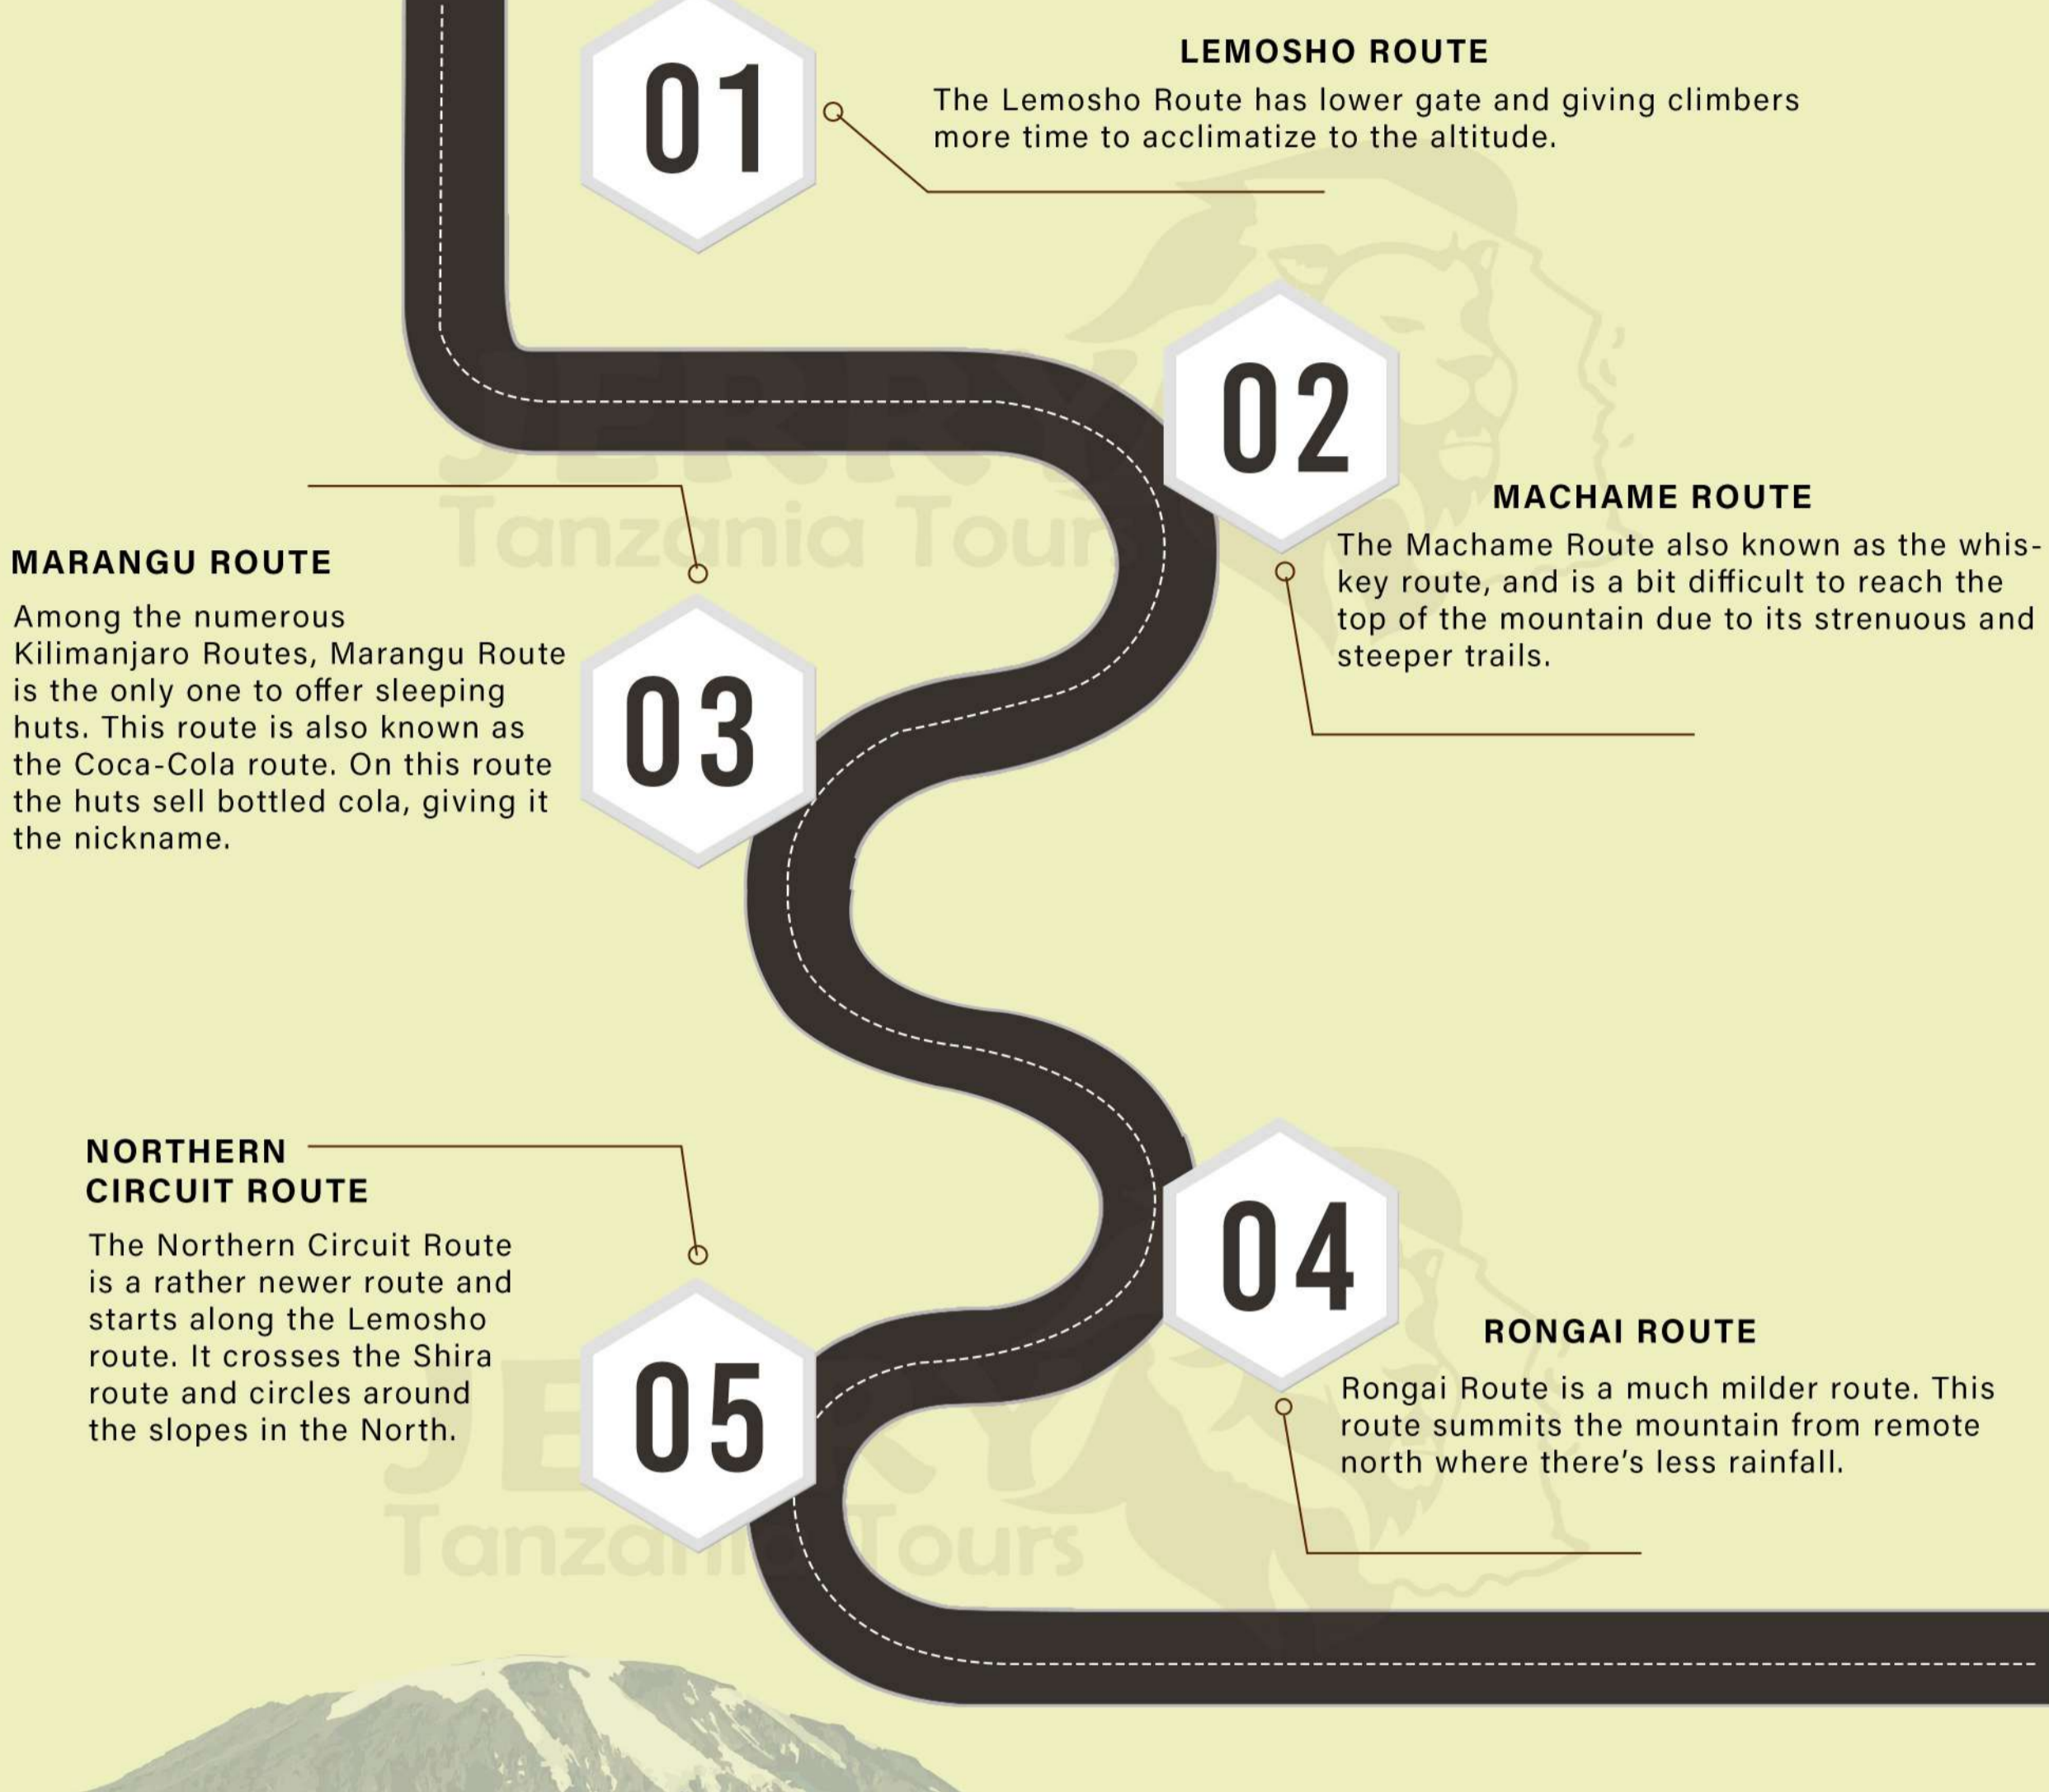 01
LEMOSHO ROUTE
The Lemosho Route has lower gate and giving climbers
more time to acclimatize to the altitude.
02
MACHAME ROUTE
The Machame Route also known as the whis-
key route, and is a bit difficult to reach the
top of the mountain due to its strenuous and
steeper trails.
03
MARANGU ROUTE
Among the numerous
Kilimanjaro Routes, Marangu Route
is the only one to offer sleeping
huts. This route is also known as
the Coca-Cola route. On this route
the huts sell bottled cola, giving it
the nickname.
04
RONGAI ROUTE
Rongai Route is a much milder route. This
route summits the mountain from remote
north where there's less rainfall.
05
NORTHERN
CIRCUIT ROUTE
The Northern Circuit Route
is a rather newer route and
starts along the Lemosho
route. It crosses the Shira
route and circles around
the slopes in the North.
JERRY
Tanzania Tours
JERRY
Tanzania Tours